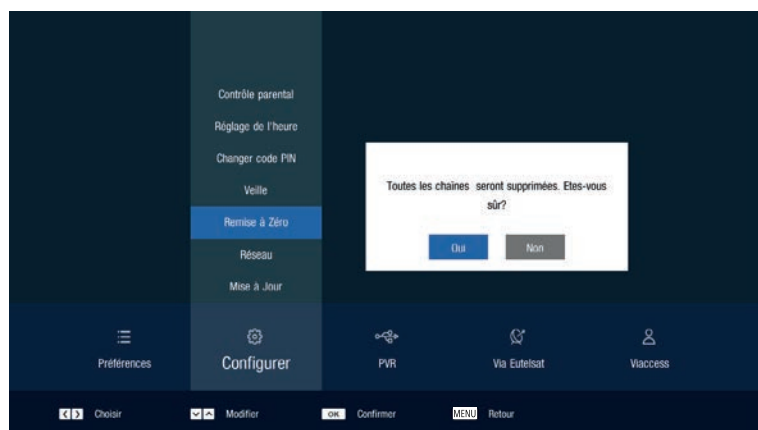 Contrôle parental
Réglage de l'heure
Changer code PIN
Veille
Remise à Zéro
Réseau
Mise à Jour
Toutes les chaînes seront supprimées. Etes-vous
sûr?
Oui Non
Préférences Configurer PVR Via Eutelsat Viaccess
Choisir Modifier OK Confirmer MENU Retour